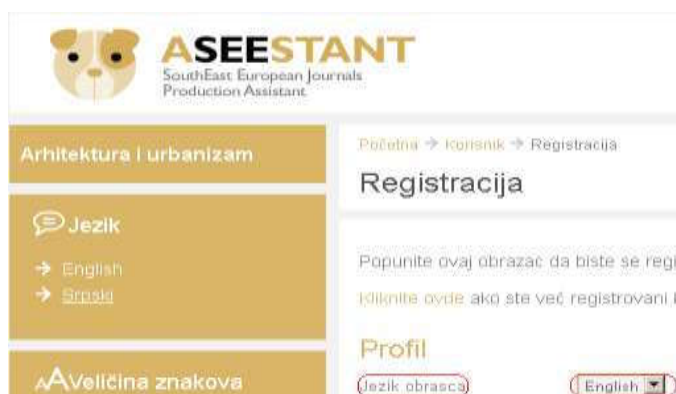 ASEESTANT
SouthEast European Journals
Production Assistant
Arhitektura i urbanizam
Jezik
→ English
→ Srpski
AAVeličina znakova
Početna → Korisnik → Registracija
Registracija
Popunite ovaj obrazac da biste se regi
Kliknite ovde ako ste već registrovani
Profil
Jezik obrasca
English